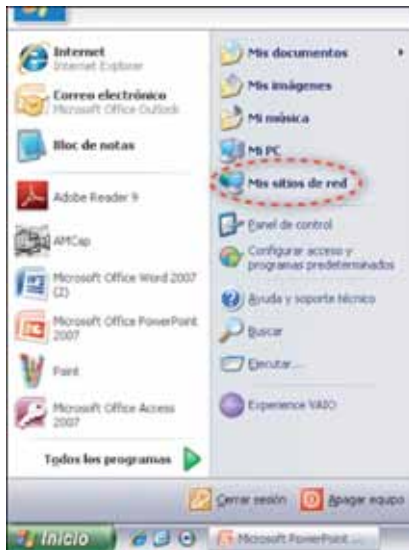 Internet
Internet Explorer
Correo electrónico
Microsoft Office Outlook
Bloc de notas
Adobe Reader 9
AMCap
Microsoft Office Word 2007
(2)
Microsoft Office PowerPoint
2007
Paint
Microsoft Office Access
2007
Todos los programas
Mis documentos
Mis imágenes
Mi música
Mi PC
Mis sitios de red
Panel de control
Configurar acceso y
programas predeterminados
Ayuda y soporte técnico
Buscar
Ejecutar...
Experience VAIO
Cerrar sesión
Apagar equipo
Inicio
Microsoft PowerPoint ...